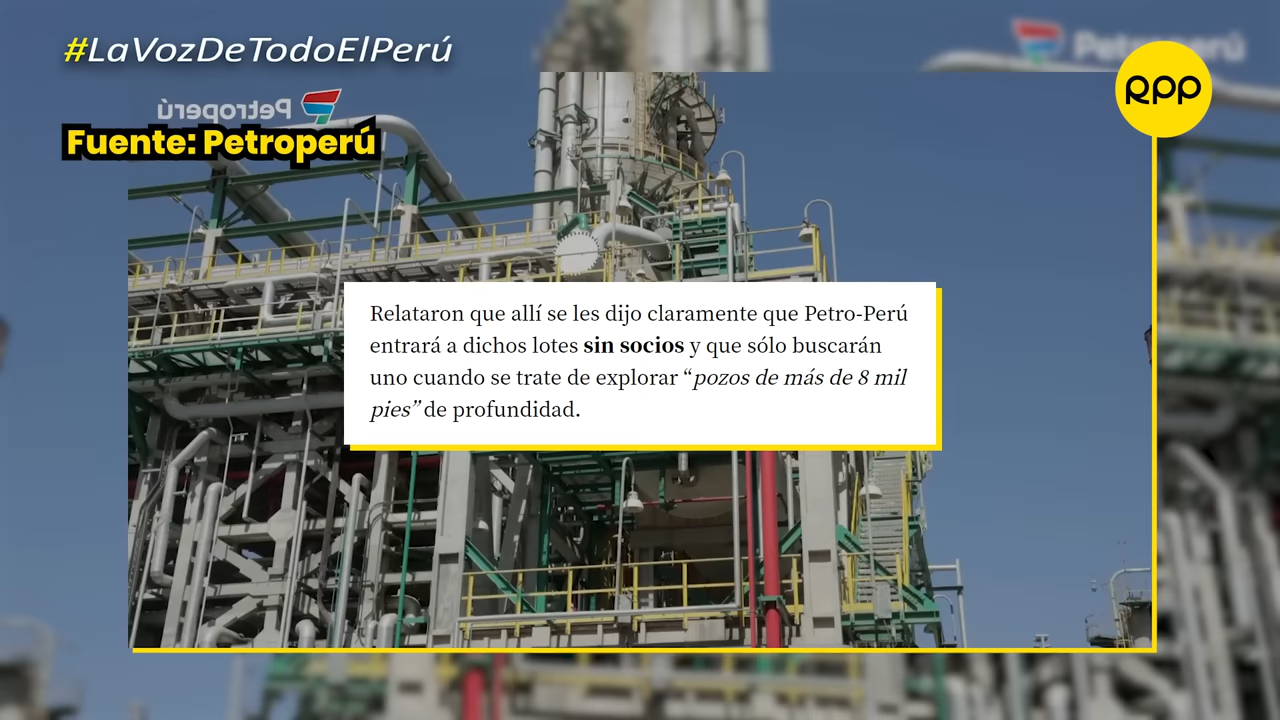 #LaVozDeTodoElPerú
Petroperú
RPP
Petroperú
Fuente: Petroperú
Relataron que allí se les dijo claramente que Petro-Perú
entrará a dichos lotes sin socios y que sólo buscarán
uno cuando se trate de explorar “pozos de más de 8 mil
pies” de profundidad.